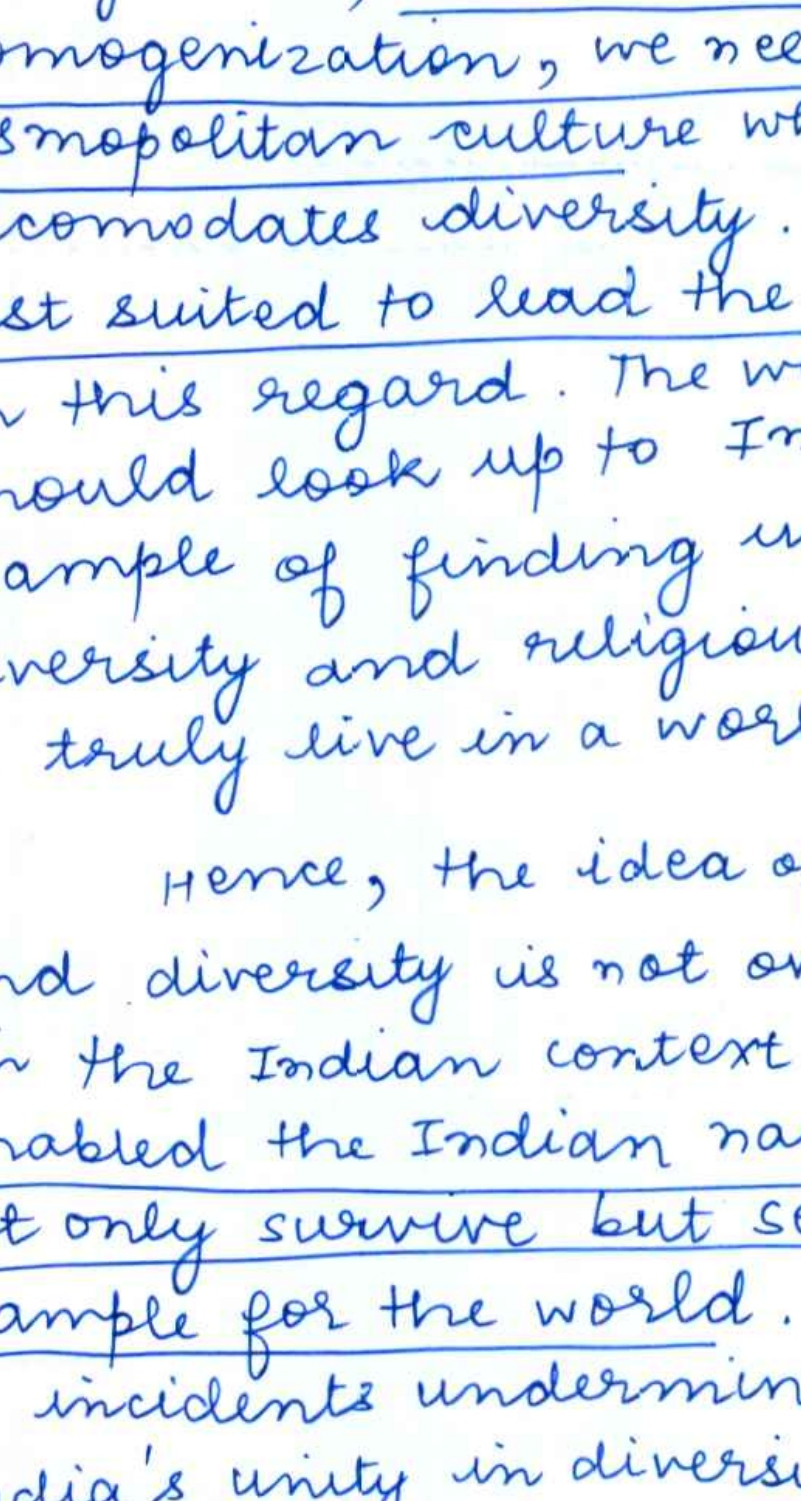 omogenization, we nee
smopolitan culture wh
comodates diversity.
st suited to lead the
n this regard. The w
hould look up to In
ample of finding u
versity and religiou
truly live in a worl
Hence, the idea o
nd diversity is not on
n the Indian context
nabled the Indian na
t only survive but se
ample for the world.
incidents undermin
dia's unity in diversi